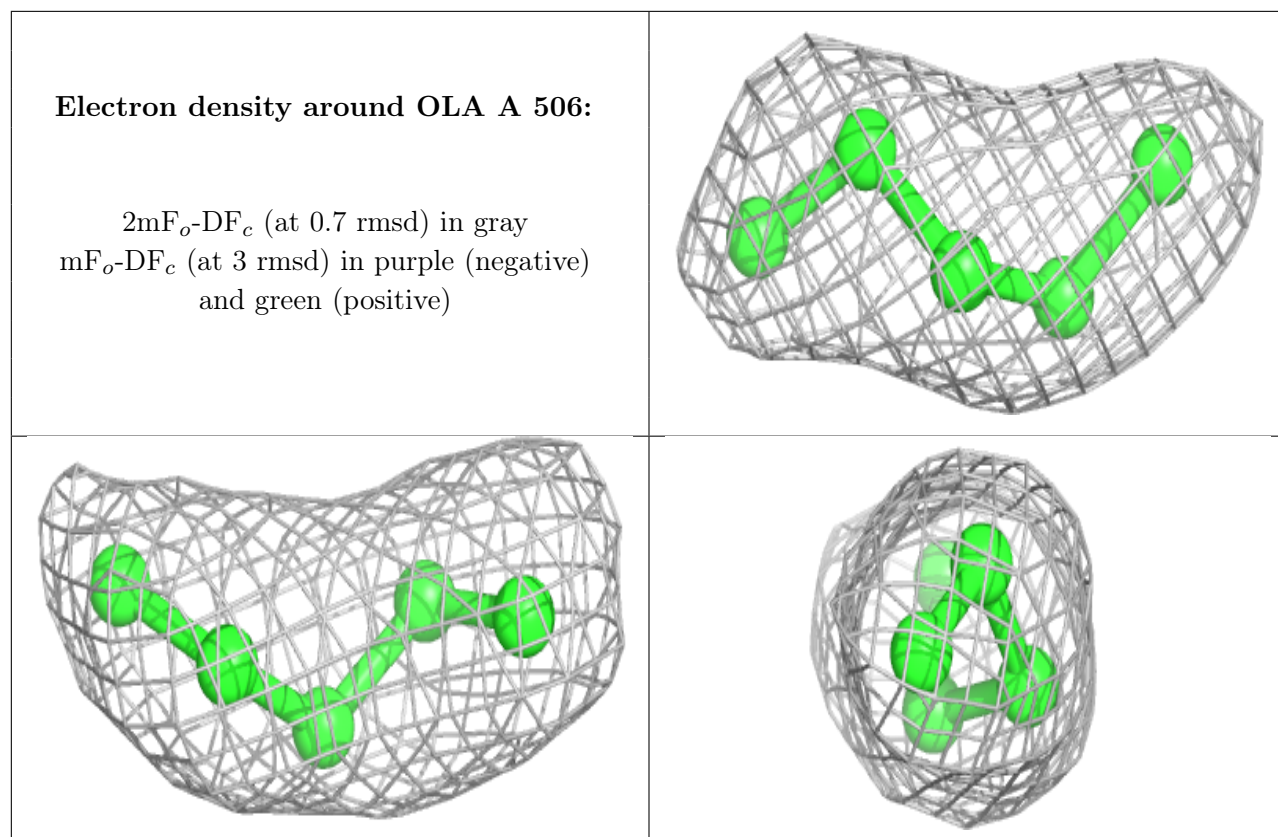 Electron density around OLA A 506:
2mFo-DFc (at 0.7 rmsd) in gray
mFo-DFc (at 3 rmsd) in purple (negative)
and green (positive)